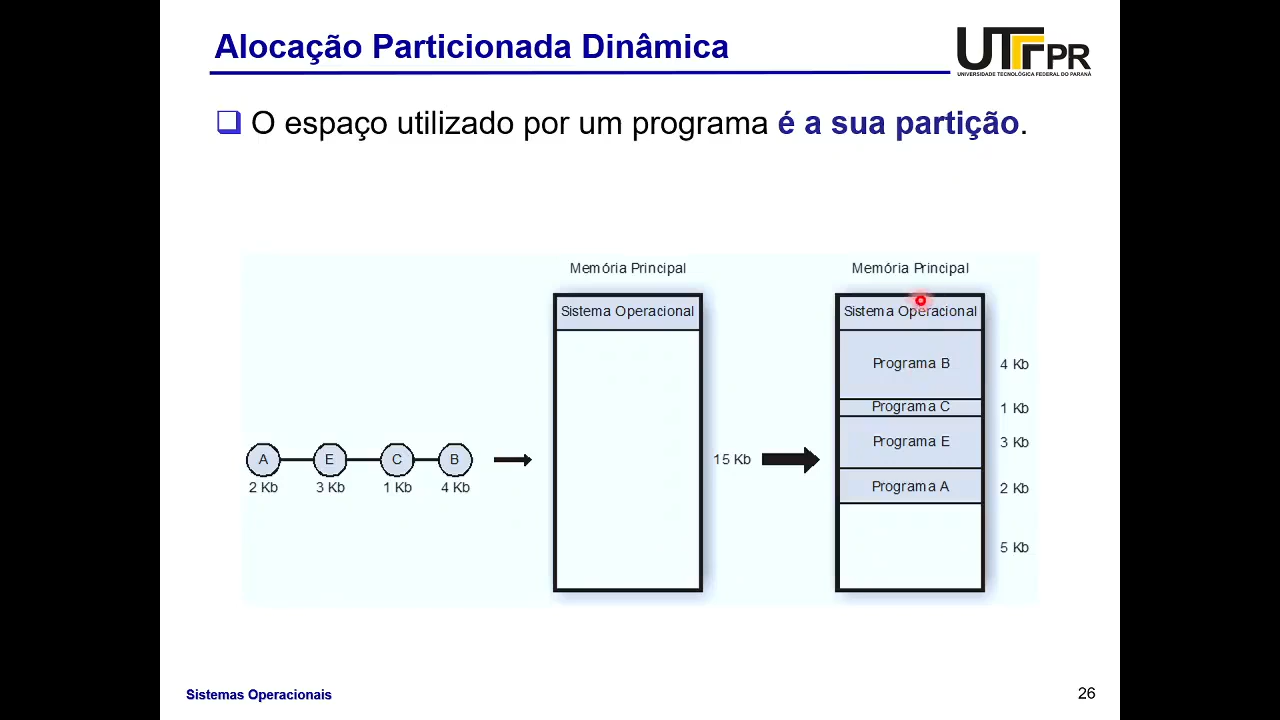 Alocação Particionada Dinâmica
UTFPR
UNIVERSIDADE TECNOLÓGICA FEDERAL DO PARANÁ
O espaço utilizado por um programa é a sua partição.
Memória Principal
Memória Principal
Sistema Operacional
Sistema Operacional
Programa B
4 Kb
Programa C
1 Kb
Programa E
3 Kb
A
E
C
B
15 Kb
2 Kb
3 Kb
1 Kb
4 Kb
Programa A
2 Kb
5 Kb
Sistemas Operacionais
26